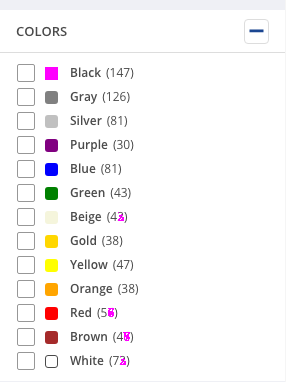 COLORS
Black (147)
Gray (126)
Silver (81)
Purple (30)
Blue (81)
Green (43)
Beige
Gold (38)
Yellow (47)
Orange (38)
Red
Brown
White